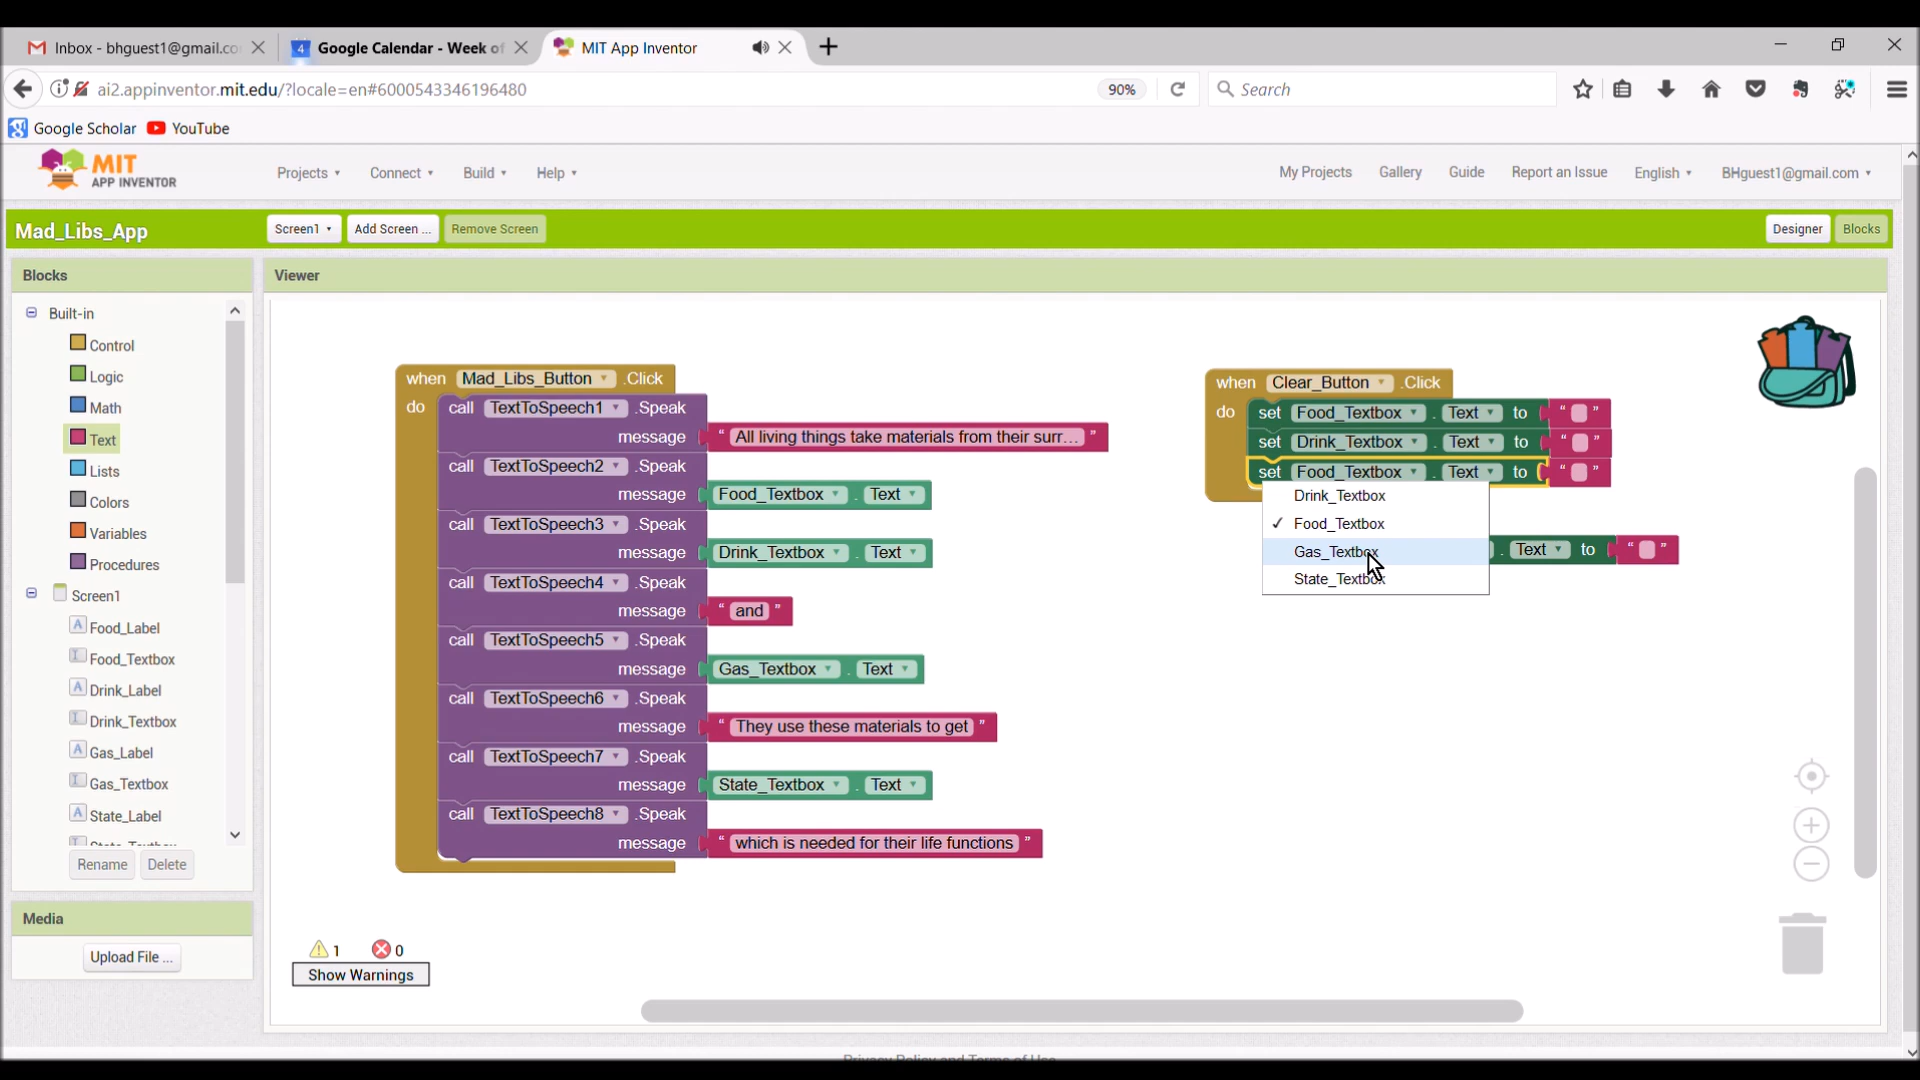 Inbox - bhguest1@gmail.co
Google Calendar - Week of
MIT App Inventor
ai2.appinventor.mit.edu/?locale=en#6000543346196480
90%
Search
Google Scholar
YouTube
MIT
APP INVENTOR
Projects
Connect
Build
Help
My Projects
Gallery
Guide
Report an Issue
English
BHguest1@gmail.com
Mad_Libs_App
Screen1
Add Screen ...
Remove Screen
Designer
Blocks
Blocks
Viewer
Built-in
Control
Logic
Math
Text
Lists
Colors
Variables
Procedures
Screen1
Food_Label
Food_Textbox
Drink_Label
Drink_Textbox
Gas_Label
Gas_Textbox
State_Label
State_Textbox
Rename
Delete
Media
Upload File ...
when Mad_Libs_Button .Click
do call TextToSpeech1 .Speak
message " All living things take materials from their surr... "
call TextToSpeech2 .Speak
message Food_Textbox . Text
call TextToSpeech3 .Speak
message Drink_Textbox . Text
call TextToSpeech4 .Speak
message " and "
call TextToSpeech5 .Speak
message Gas_Textbox . Text
call TextToSpeech6 .Speak
message " They use these materials to get "
call TextToSpeech7 .Speak
message State_Textbox . Text
call TextToSpeech8 .Speak
message " which is needed for their life functions "
when Clear_Button .Click
do set Food_Textbox . Text to " "
set Drink_Textbox . Text to " "
set Food_Textbox . Text to " "
Drink_Textbox
✓ Food_Textbox
Gas_Textbox
State_Textbox
. Text to " "
1
0
Show Warnings
Privacy Policy and Terms of Use